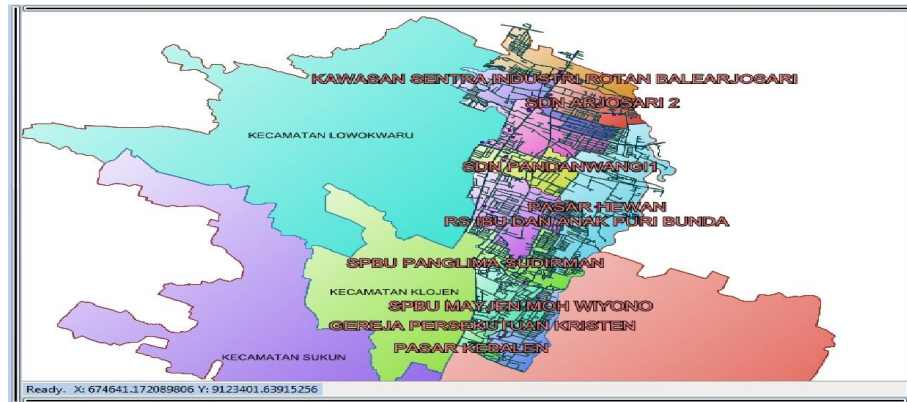 KAWASAN SENTRA INDUSTRI ROTAN BALEARJOSARI
SDN ARJOSARI 2
KECAMATAN LOWOKWARU
SDN PANDANWANGI1
PASAR HEWAN
RS IBU DAN ANAK PURI BUNDA
SPBU PANGLIMA SUDIRMAN
KECAMATAN KLOJEN
SPBU MAYJEN MOH WIYONO
GEREJA PERSEKUTUAN KRISTEN
PASAR KEBALEN
KECAMATAN SUKUN
Ready. X: 674641.172089806 Y: 9123401.63915256